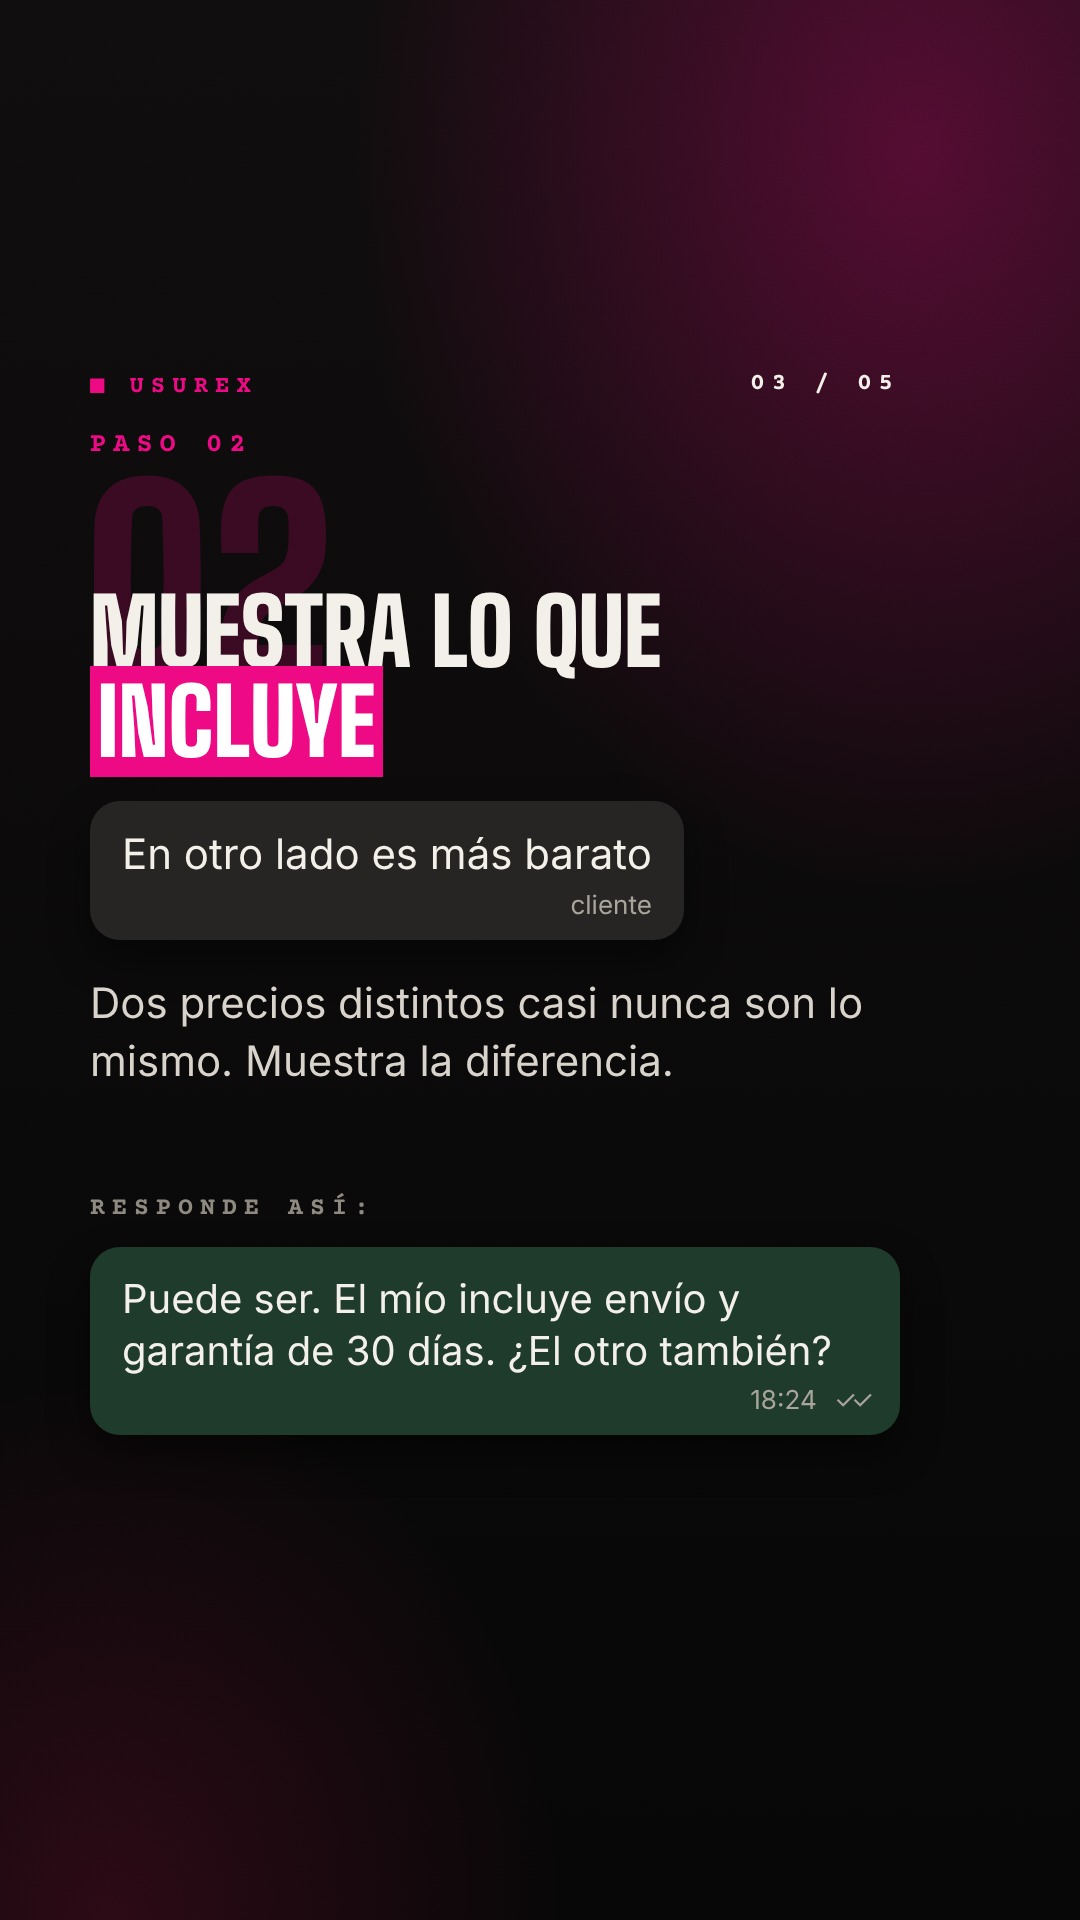 USUREX
03 / 05
PASO 02
02
MUESTRA LO QUE
INCLUYE
En otro lado es más barato
cliente
Dos precios distintos casi nunca son lo
mismo. Muestra la diferencia.
RESPONDE ASÍ:
Puede ser. El mío incluye envío y
garantía de 30 días. ¿El otro también?
18:24